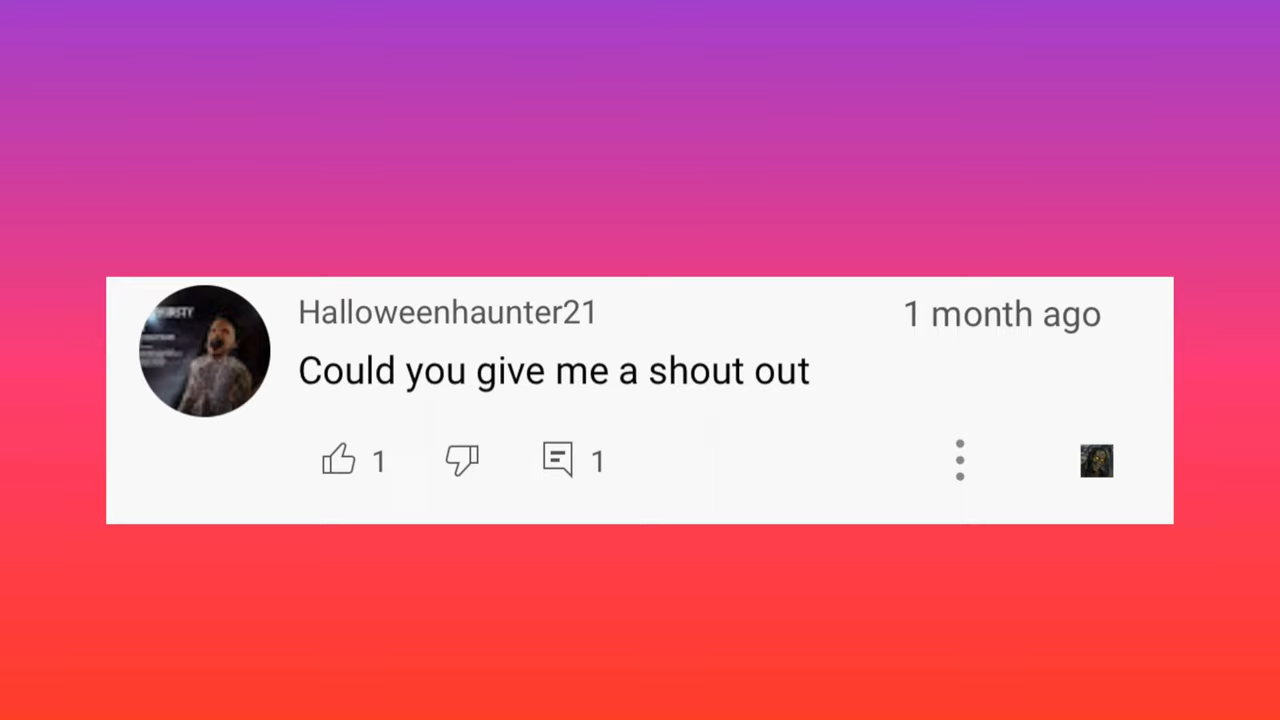 Halloweenhaunter21
1 month ago
Could you give me a shout out
1
1